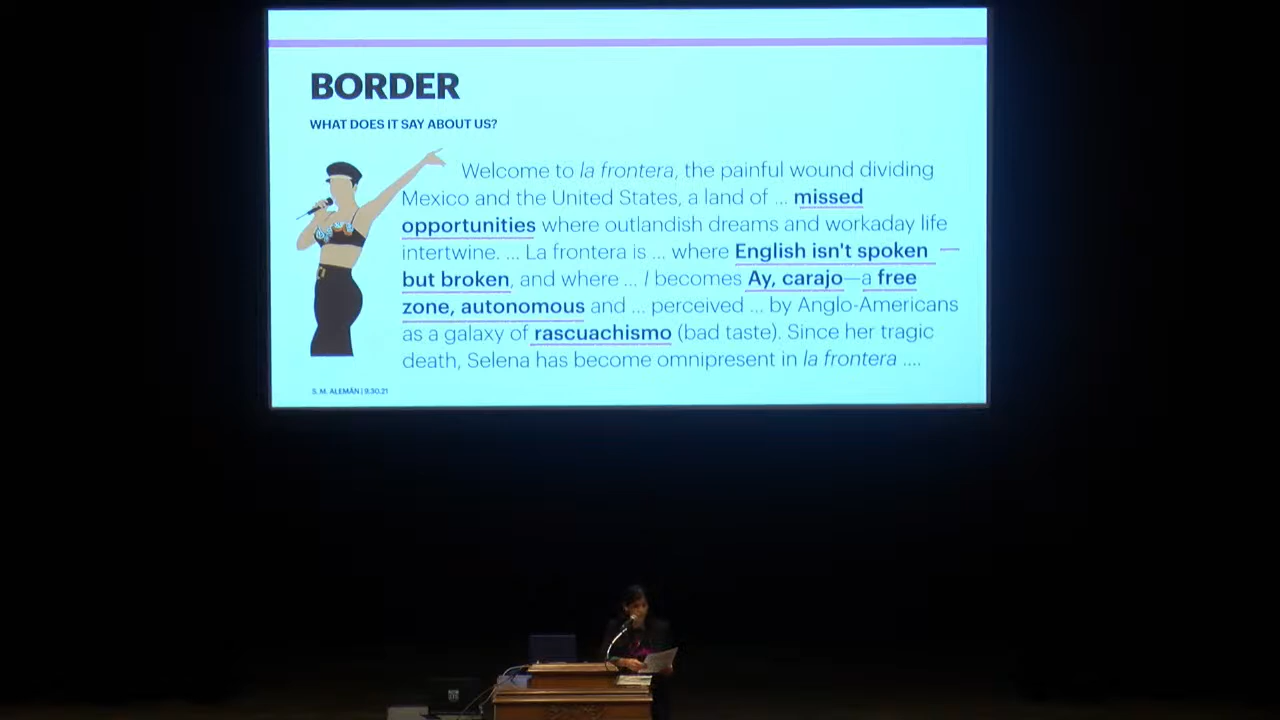 BORDER
WHAT DOES IT SAY ABOUT US?
Welcome to la frontera, the painful wound dividing
Mexico and the United States, a land of ... missed
opportunities where outlandish dreams and workaday life
intertwine. ... La frontera is ... where English isn't spoken —
but broken, and where ... I becomes Ay, carajo—a free
zone, autonomous and ... perceived ... by Anglo-Americans
as a galaxy of rascuachismo (bad taste). Since her tragic
death, Selena has become omnipresent in la frontera ....
S. M. ALEMÁN | 9.30.21